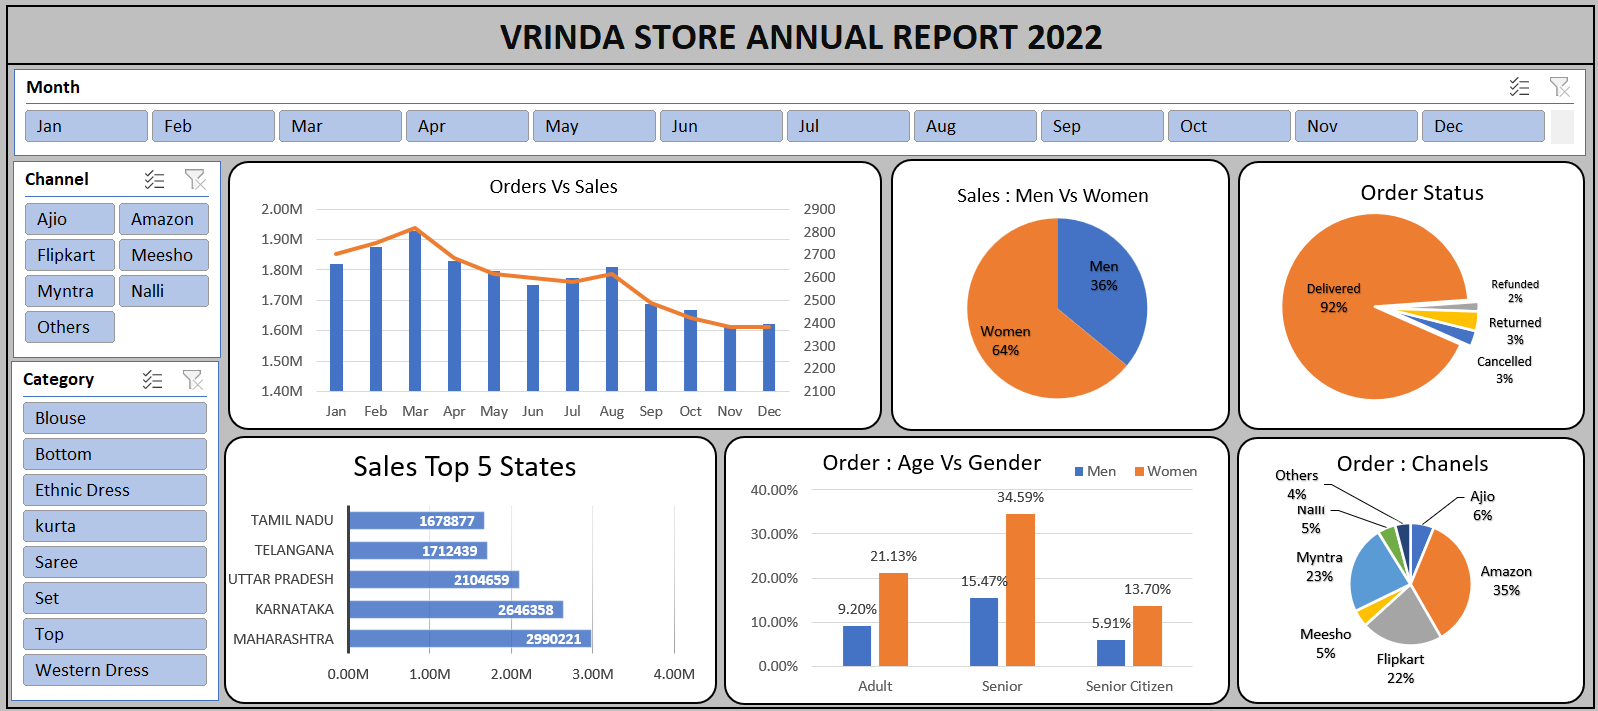 VRINDA STORE ANNUAL REPORT 2022
Month
Jan Feb Mar Apr May Jun Jul Aug Sep Oct Nov Dec
Channel
Ajio Amazon
Flipkart Meesho
Myntra Nalli
Others
Category
Blouse
Bottom
Ethnic Dress
kurta
Saree
Set
Top
Western Dress
Orders Vs Sales
2.00M 2900
1.90M 2800
2700
1.80M 2600
1.70M 2500
1.60M 2400
2300
1.50M 2200
1.40M 2100
Jan Feb Mar Apr May Jun Jul Aug Sep Oct Nov Dec
Sales : Men Vs Women
Men
36%
Women
64%
Order Status
Delivered
92%
Refunded
2%
Returned
3%
Cancelled
3%
Sales Top 5 States
TAMIL NADU 1678877
TELANGANA 1712439
UTTAR PRADESH 2104659
KARNATAKA 2646358
MAHARASHTRA 2990221
0.00M 1.00M 2.00M 3.00M 4.00M
Order : Age Vs Gender
Men Women
40.00%
30.00%
20.00%
10.00%
0.00%
9.20% 21.13%
15.47% 34.59%
5.91% 13.70%
Adult Senior Senior Citizen
Order : Chanels
Others
4%
Nalli
5%
Myntra
23%
Meesho
5%
Flipkart
22%
Amazon
35%
Ajio
6%